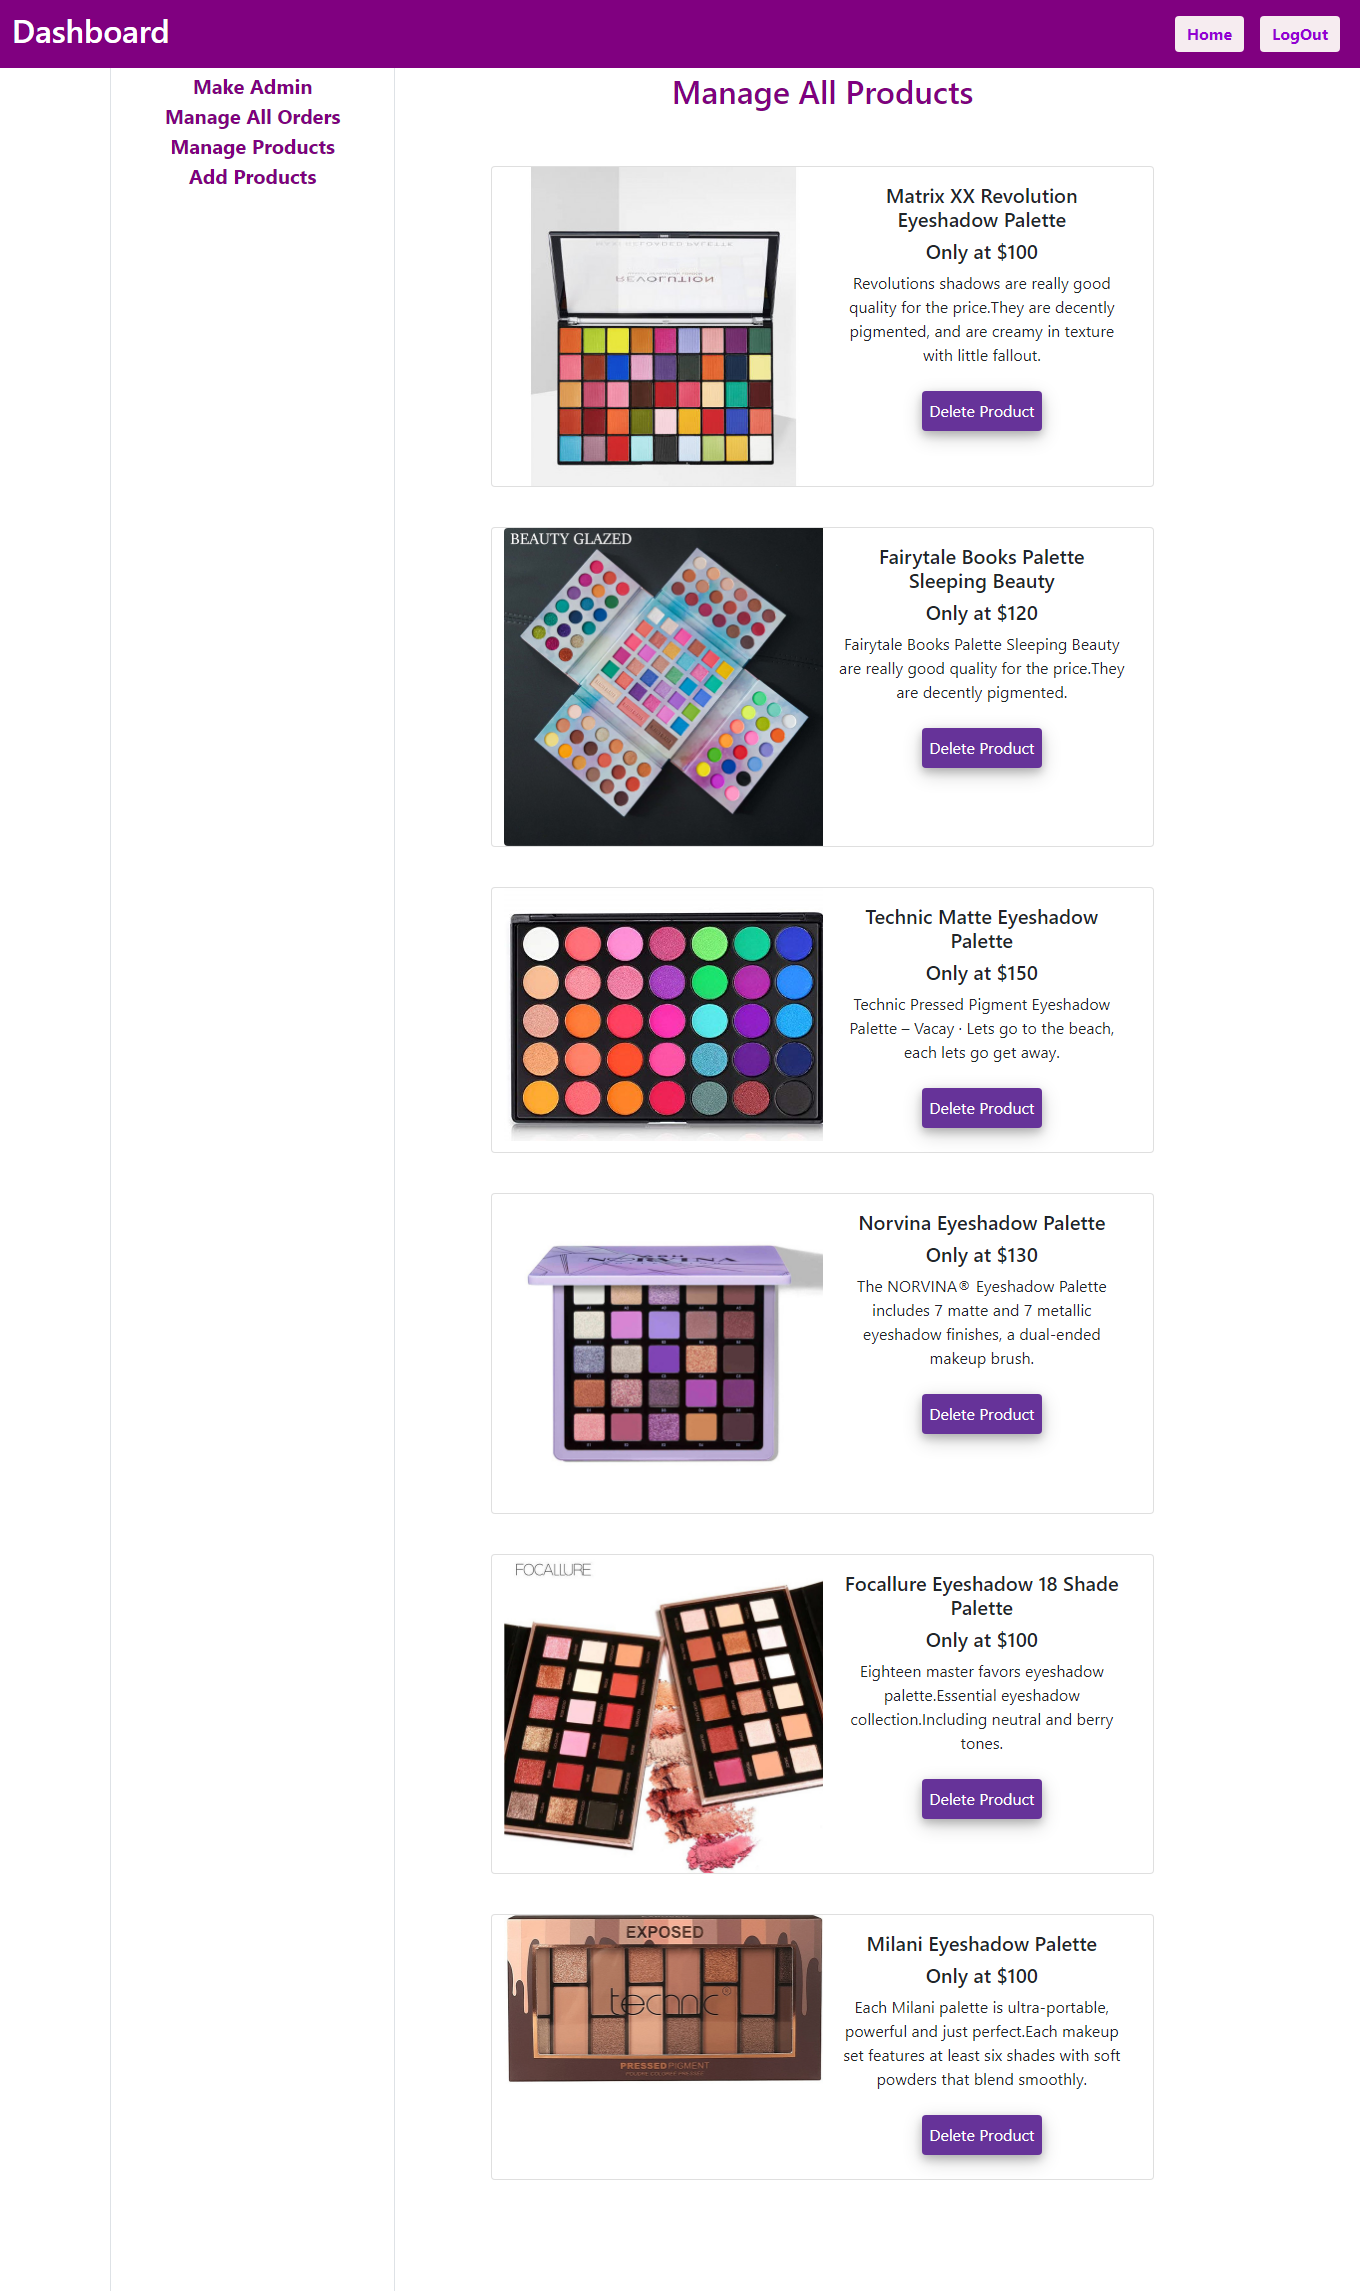 Dashboard
Home
LogOut
Make Admin
Manage All Orders
Manage Products
Add Products
Manage All Products
REVOLUTION
Matrix XX Revolution
Eyeshadow Palette
Only at $100
Revolutions shadows are really good
quality for the price.They are decently
pigmented, and are creamy in texture
with little fallout.
Delete Product
BEAUTY GLAZED
Fairytale Books Palette
Sleeping Beauty
Only at $120
Fairytale Books Palette Sleeping Beauty
are really good quality for the price.They
are decently pigmented.
Delete Product
Technic Matte Eyeshadow
Palette
Only at $150
Technic Pressed Pigment Eyeshadow
Palette – Vacay · Lets go to the beach,
each lets go get away.
Delete Product
NORVINA
Norvina Eyeshadow Palette
Only at $130
The NORVINA® Eyeshadow Palette
includes 7 matte and 7 metallic
eyeshadow finishes, a dual-ended
makeup brush.
Delete Product
FOCALLURE
Focallure Eyeshadow 18 Shade
Palette
Only at $100
Eighteen master favors eyeshadow
palette.Essential eyeshadow
collection.Including neutral and berry
tones.
Delete Product
EXPOSED
technic®
PRESSED PIGMENT
Milani Eyeshadow Palette
Only at $100
Each Milani palette is ultra-portable,
powerful and just perfect.Each makeup
set features at least six shades with soft
powders that blend smoothly.
Delete Product